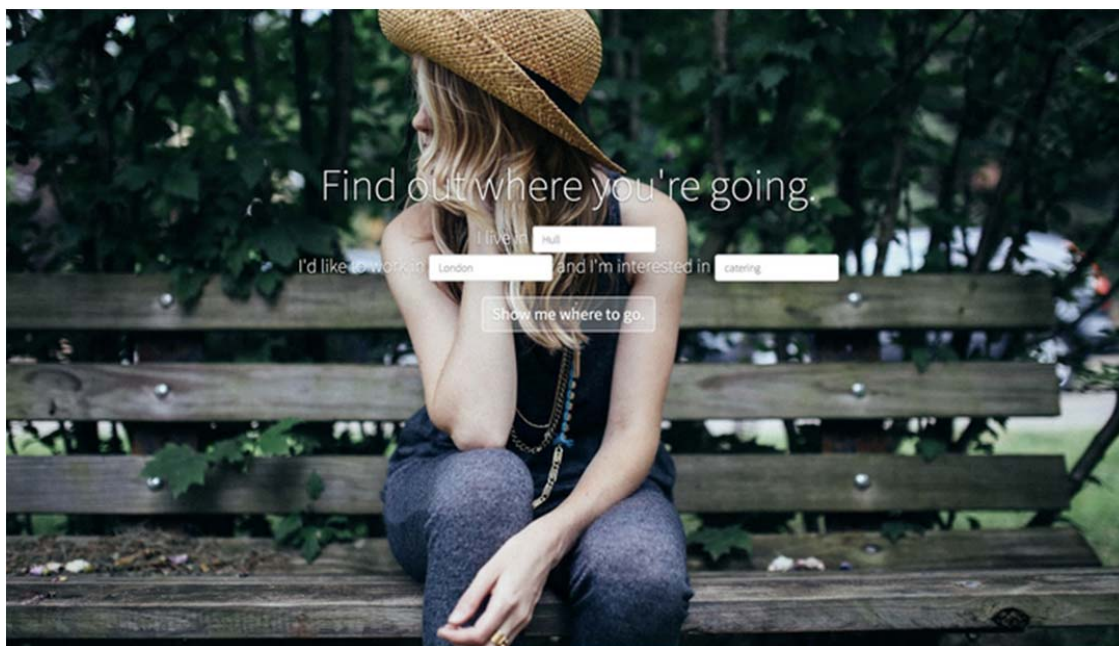 Find out where you're going.
I live in Hull
I'd like to work in London and I'm interested in catering
Show me where to go.